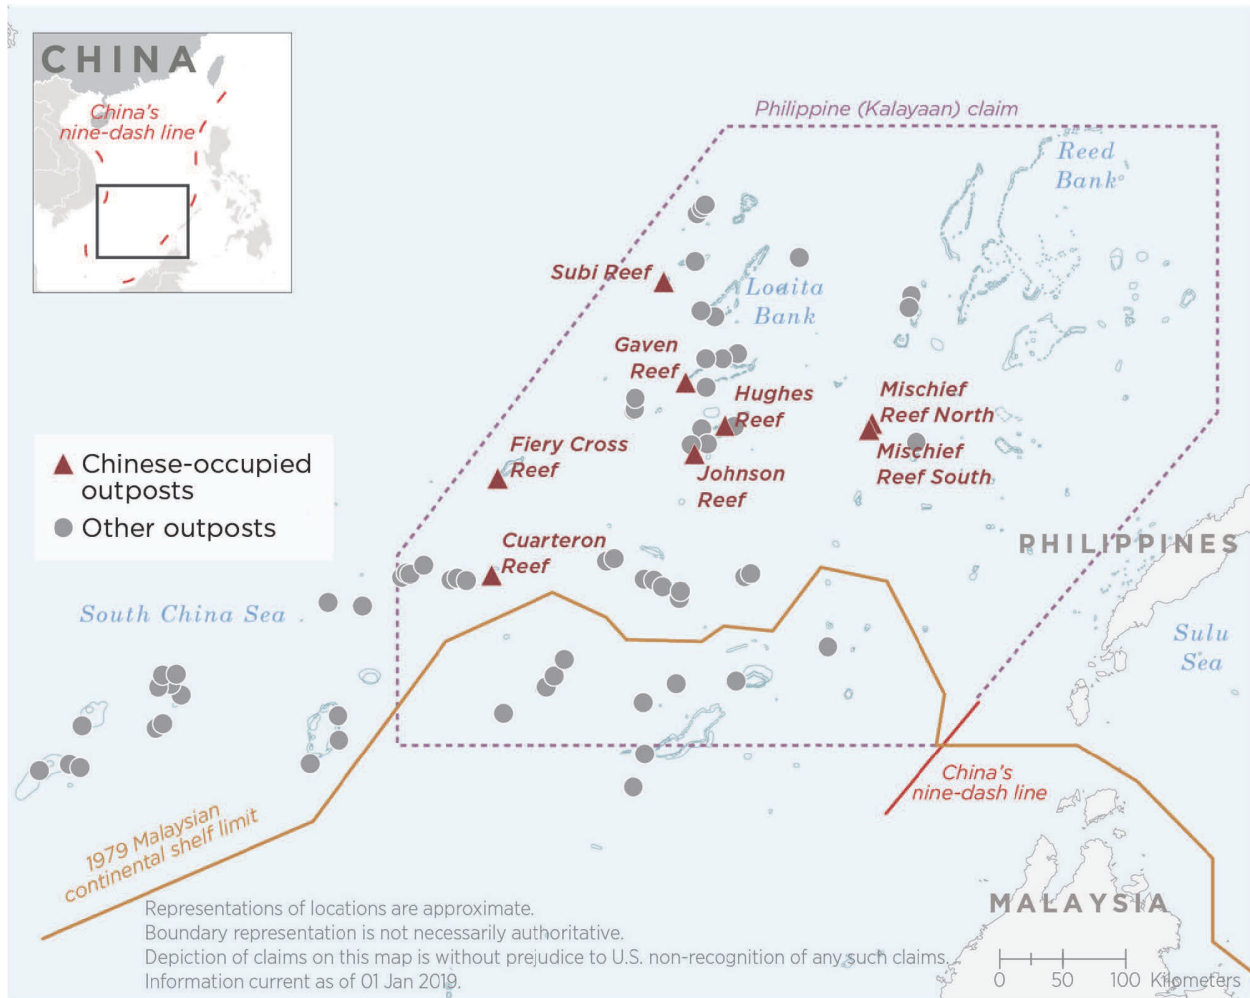 CHINA
China's
nine-dash line
Philippine (Kalayaan) claim
Reed
Bank
Subi Reef
Loaita
Bank
Gaven
Reef
Hughes
Reef
Mischief
Reef North
Mischief
Reef South
Fiery Cross
Reef
Johnson
Reef
Chinese-occupied
outposts
Other outposts
Cuarteron
Reef
PHILIPPINES
South China Sea
Sulu
Sea
China's
nine-dash line
1979 Malaysian
continental shelf limit
MALAYSIA
Representations of locations are approximate.
Boundary representation is not necessarily authoritative.
Depiction of claims on this map is without prejudice to U.S. non-recognition of any such claims.
Information current as of 01 Jan 2019.
0 50 100 Kilometers